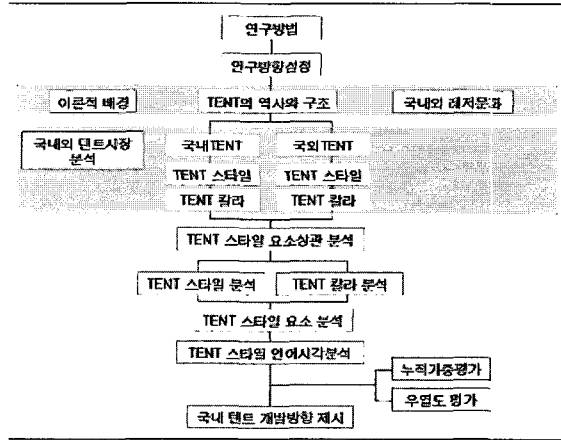 연구방법
연구방향설정
이론적 배경
TENT의 역사와 구조
국내외 레저문화
국내외 텐트시장
분석
국내TENT
국외TENT
TENT 스타일
TENT 스타일
TENT 칼라
TENT 칼라
TENT 스타일 요소상관 분석
TENT 스타일 분석
TENT 칼라 분석
TENT 스타일 요소 분석
TENT 스타일 언어시각분석
누적가중평가
우열도 평가
국내 텐트 개발방향 제시